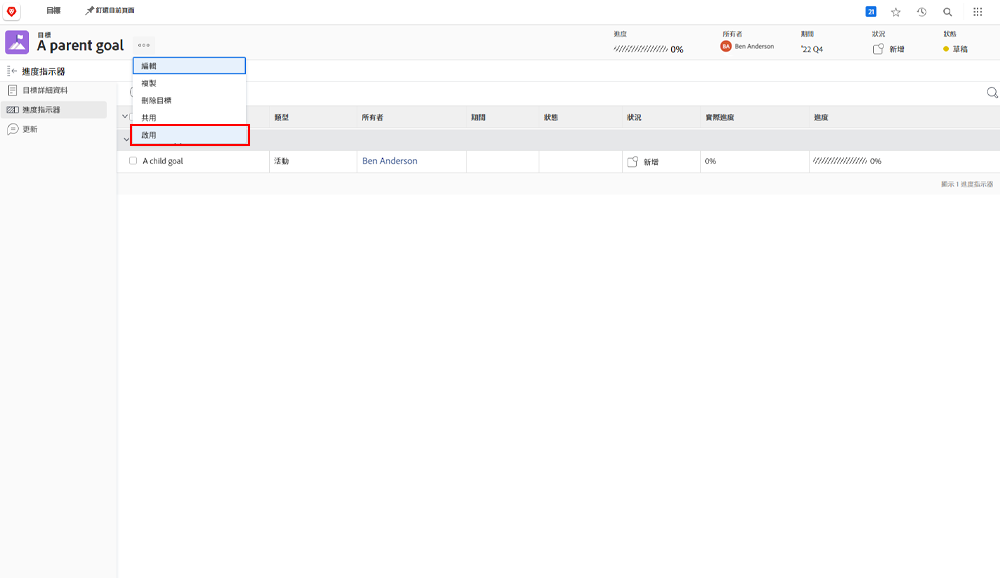 目標
釘選目前頁面
21
目標
A parent goal
進度
0%
所有者
BA Ben Anderson
期間
'22 Q4
狀況
新增
狀態
草稿
進度指示器
編輯
複製
刪除目標
共用
啟用
目標詳細資料
進度指示器
更新
類型
所有者
期間
狀態
狀況
實際進度
進度
A child goal
活動
Ben Anderson
新增
0%
0%
顯示 1 進度指示器